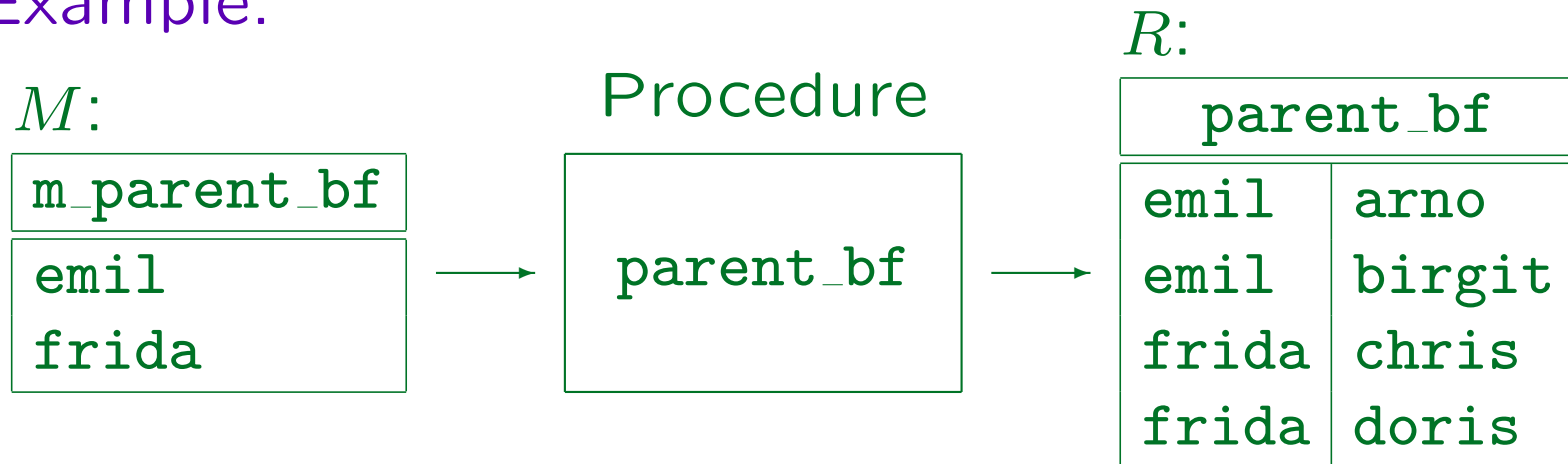 Example:
M:
m_parent_bf
emil
frida
Procedure
parent_bf
R:
parent_bf
emil arno
emil birgit
frida chris
frida doris